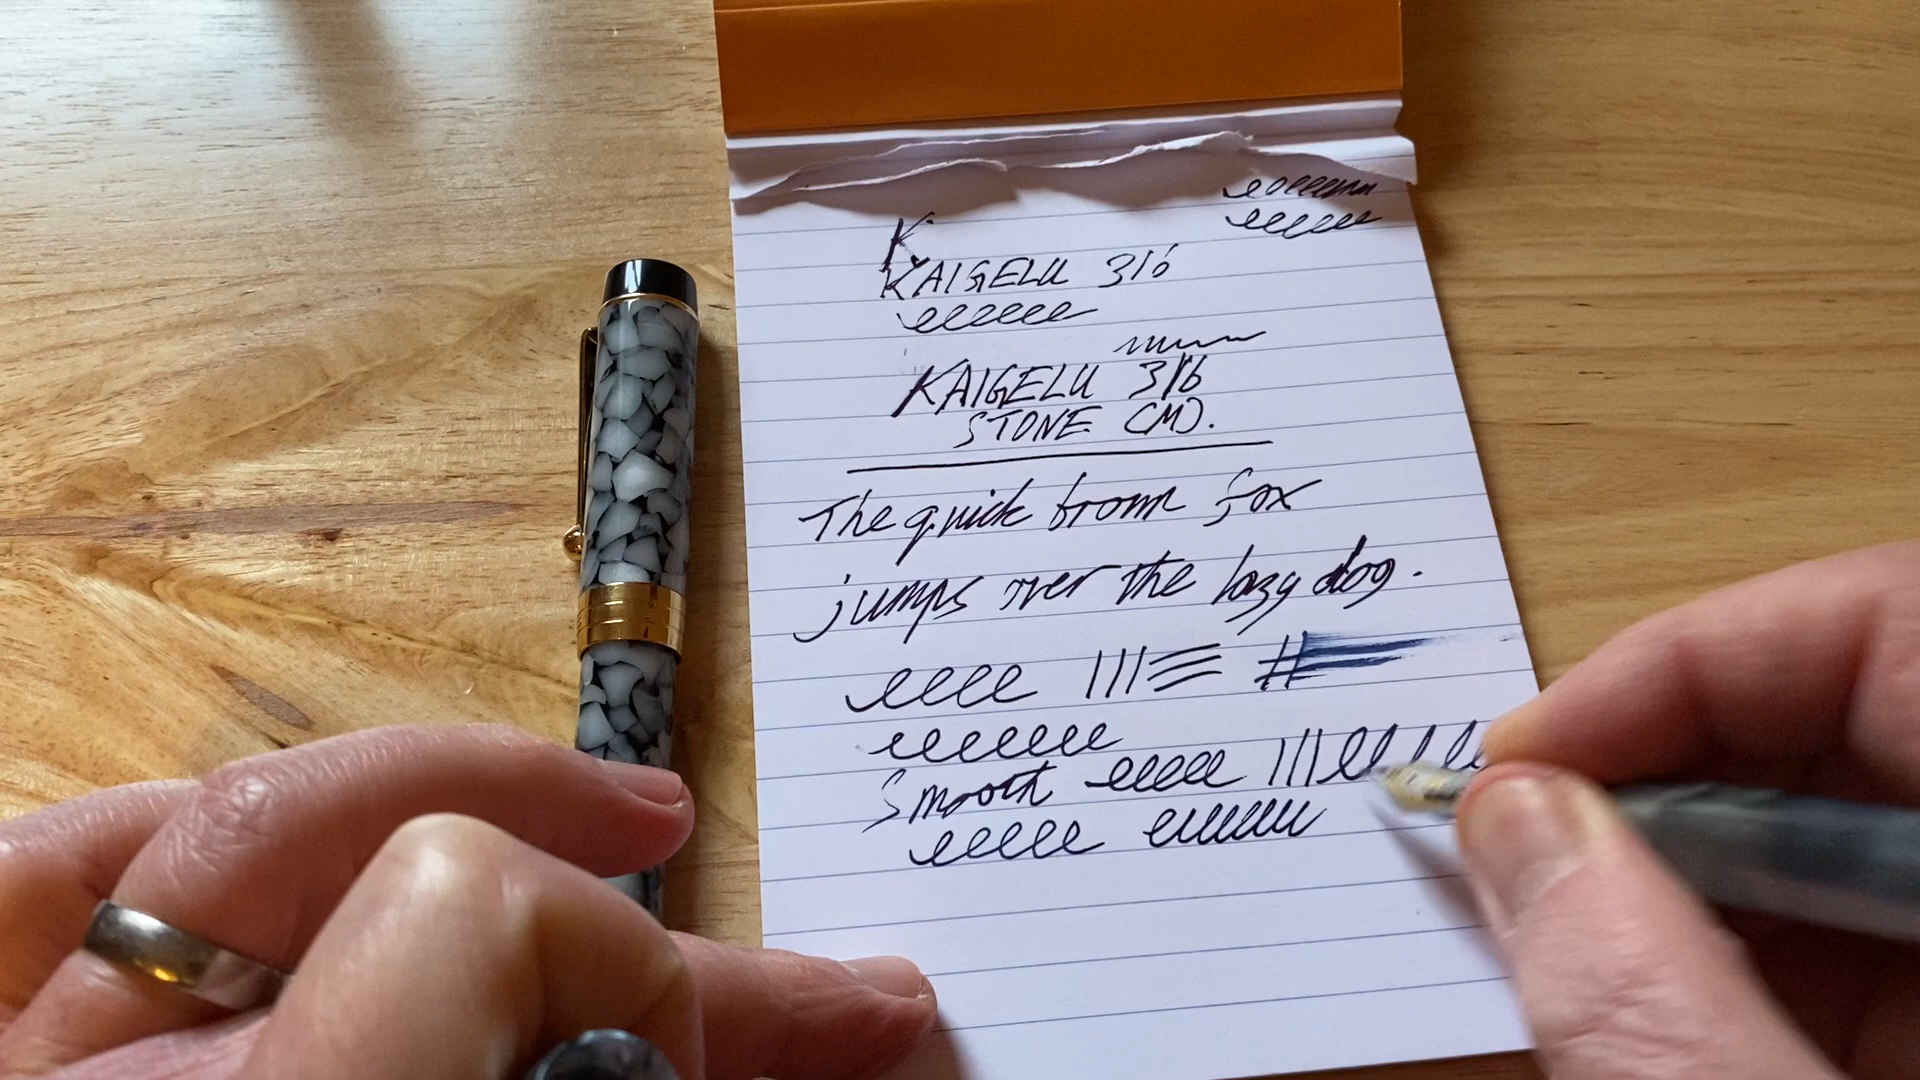 K
KAIGELU 316
KAIGELU 316
STONE (M).
The quick brown fox
jumps over the lazy dog.
Smooth